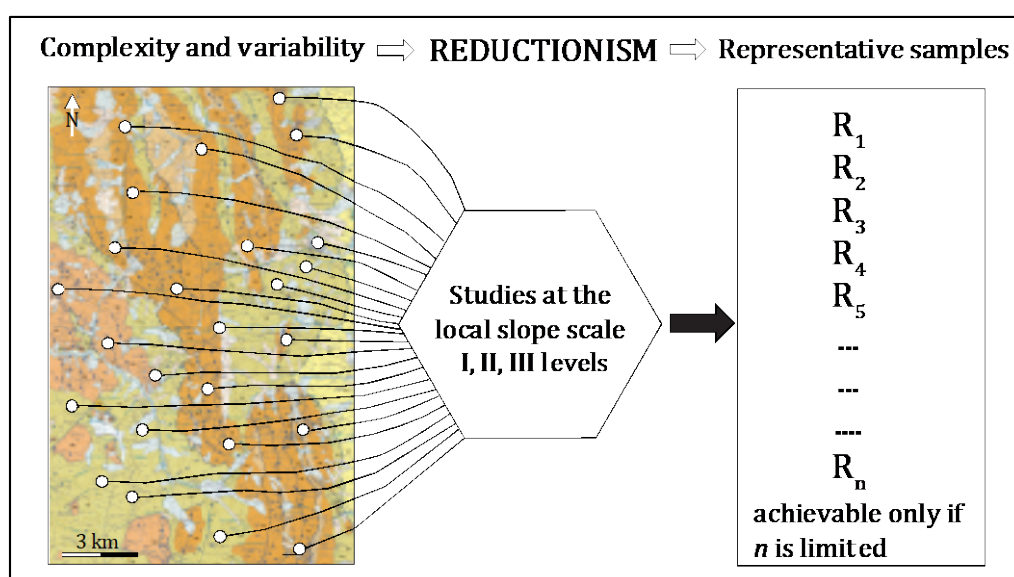 Complexity and variability ⇒ REDUCTIONISM ⇒ Representative samples
N
3 km
Studies at the
local slope scale
I, II, III levels
R₁
R₂
R₃
R₄
R₅
---
---
----
Rₙ
achievable only if
n is limited